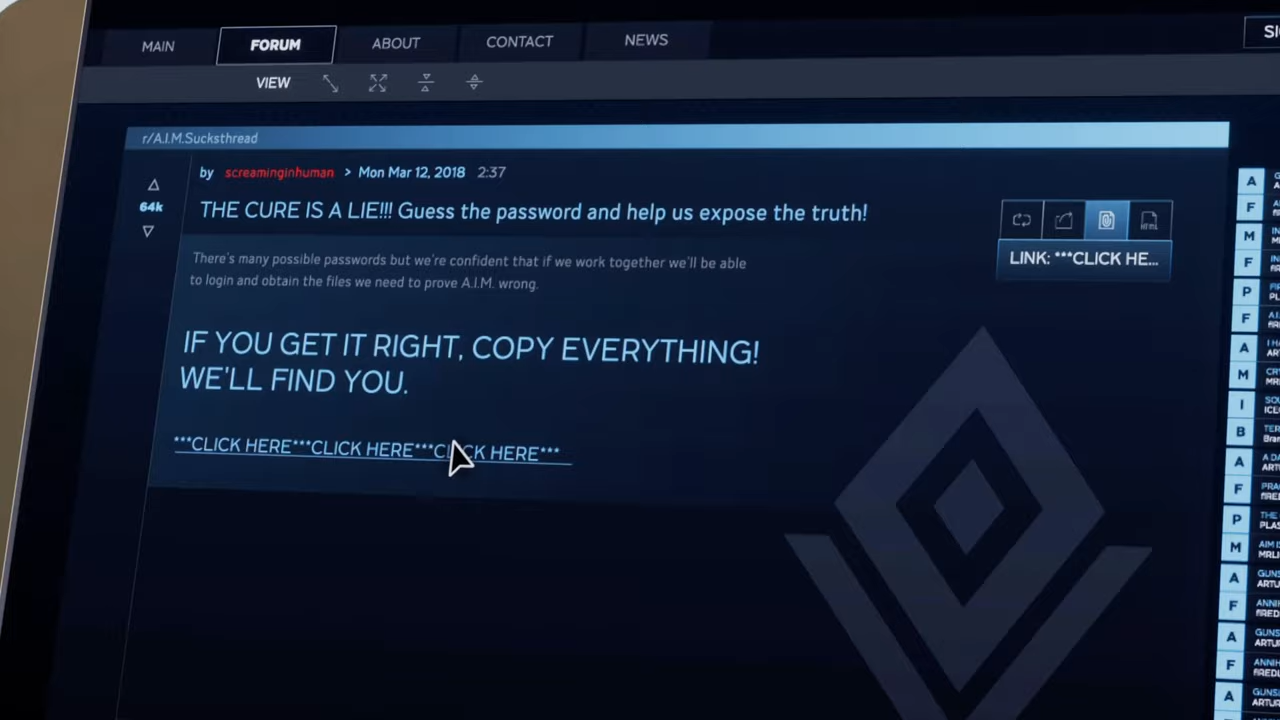 MAIN
FORUM
ABOUT
CONTACT
NEWS
VIEW
r/A.I.M.Sucksthread
by screaminginhuman > Mon Mar 12, 2018 2:37
64k
THE CURE IS A LIE!!! Guess the password and help us expose the truth!
There's many possible passwords but we're confident that if we work together we'll be able
to login and obtain the files we need to prove A.I.M. wrong.
HTML
LINK: ***CLICK HE...
IF YOU GET IT RIGHT, COPY EVERYTHING!
WE'LL FIND YOU.
***CLICK HERE***CLICK HERE***CLICK HERE***
A
F
M
F
P
F
A
M
I
B
A
F
P
M
A
F
A
F
A